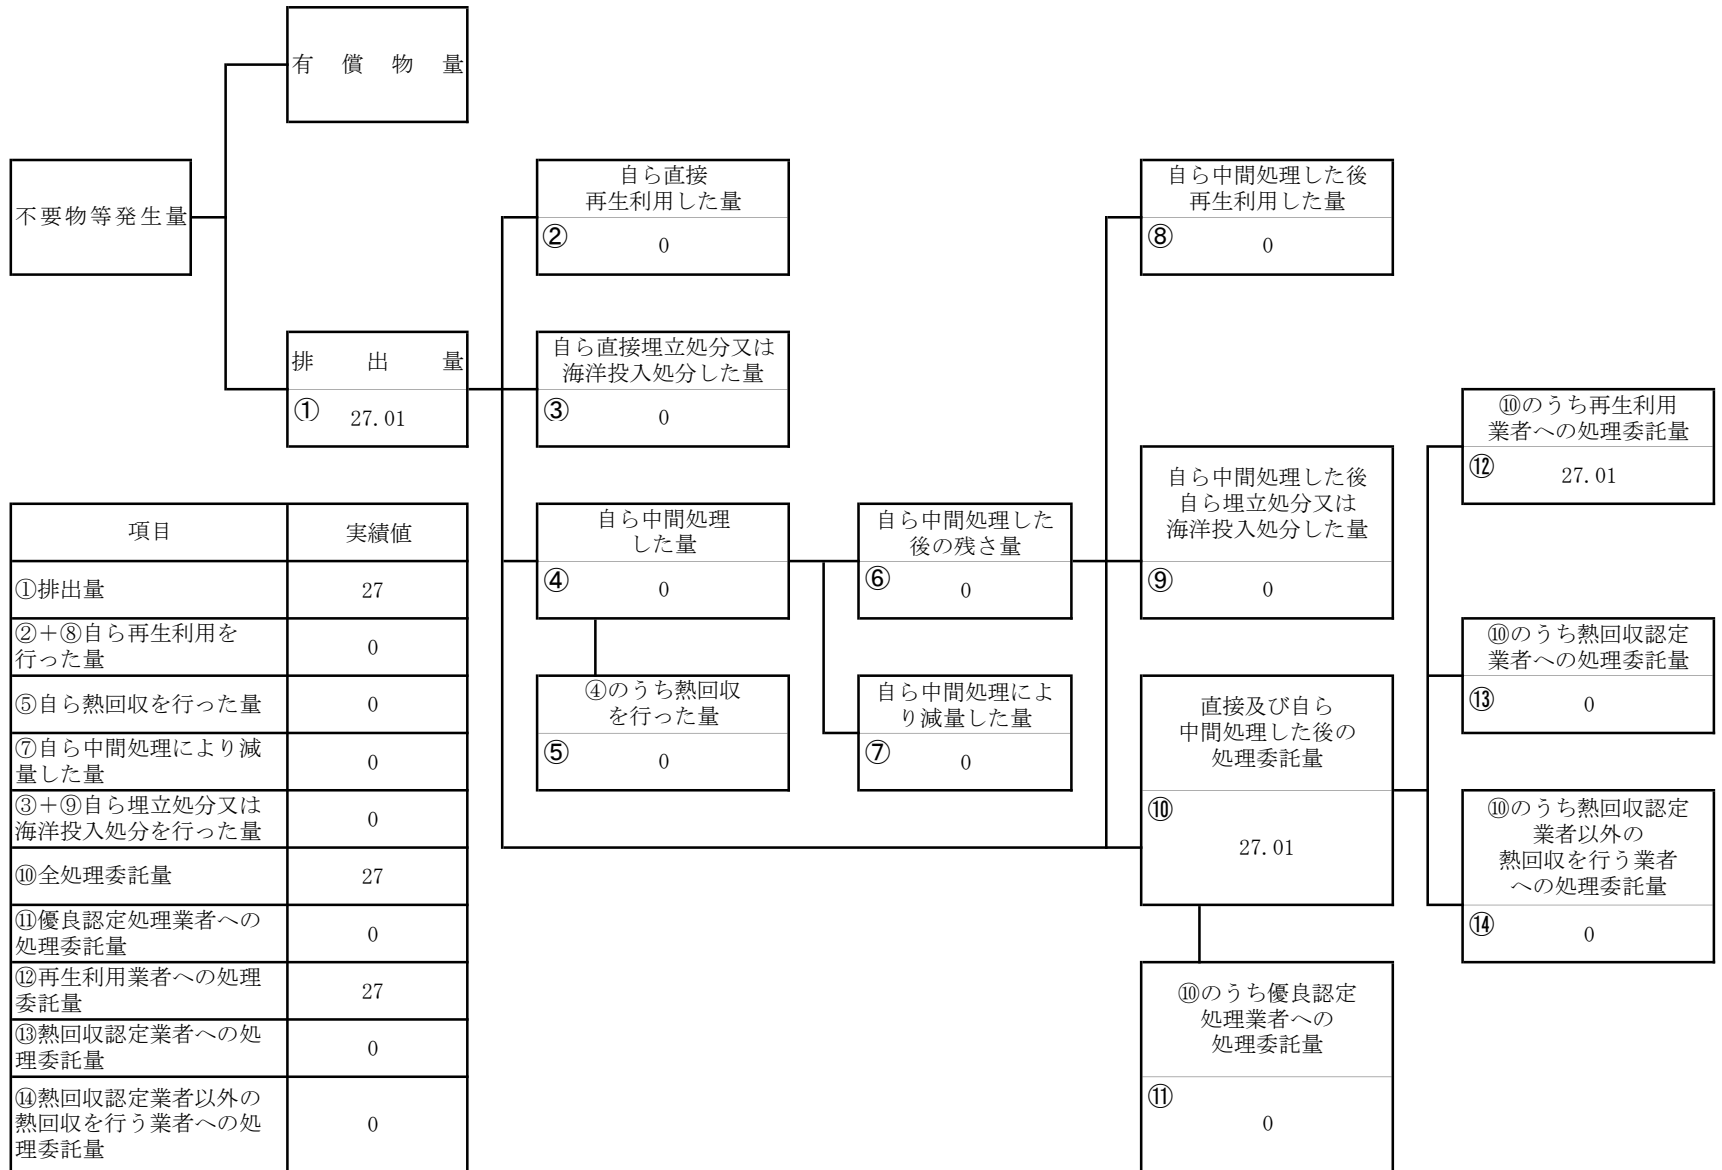 有償物量
不要物等発生量
排出量
① 27.01
自ら直接
再生利用した量
② 0
自ら直接埋立処分又は
海洋投入処分した量
③ 0
自ら中間処理
した量
④ 0
④のうち熱回収
を行った量
⑤ 0
自ら中間処理した
後の残さ量
⑥ 0
自ら中間処理によ
り減量した量
⑦ 0
自ら中間処理した後
再生利用した量
⑧ 0
自ら中間処理した後
自ら埋立処分又は
海洋投入処分した量
⑨ 0
直接及び自ら
中間処理した後の
処理委託量
⑩
27.01
⑩のうち優良認定
処理業者への
処理委託量
⑪
0
⑩のうち再生利用
業者への処理委託量
⑫ 27.01
⑩のうち熱回収認定
業者への処理委託量
⑬ 0
⑩のうち熱回収認定
業者以外の
熱回収を行う業者
への処理委託量
⑭ 0
項目 実績値
①排出量 27
②+⑧自ら再生利用を
行った量 0
⑤自ら熱回収を行った量 0
⑦自ら中間処理により減
量した量 0
③+⑨自ら埋立処分又は
海洋投入処分を行った量 0
⑩全処理委託量 27
⑪優良認定処理業者への
処理委託量 0
⑫再生利用業者への処理
委託量 27
⑬熱回収認定業者への処
理委託量 0
⑭熱回収認定業者以外の
熱回収を行う業者への処
理委託量 0